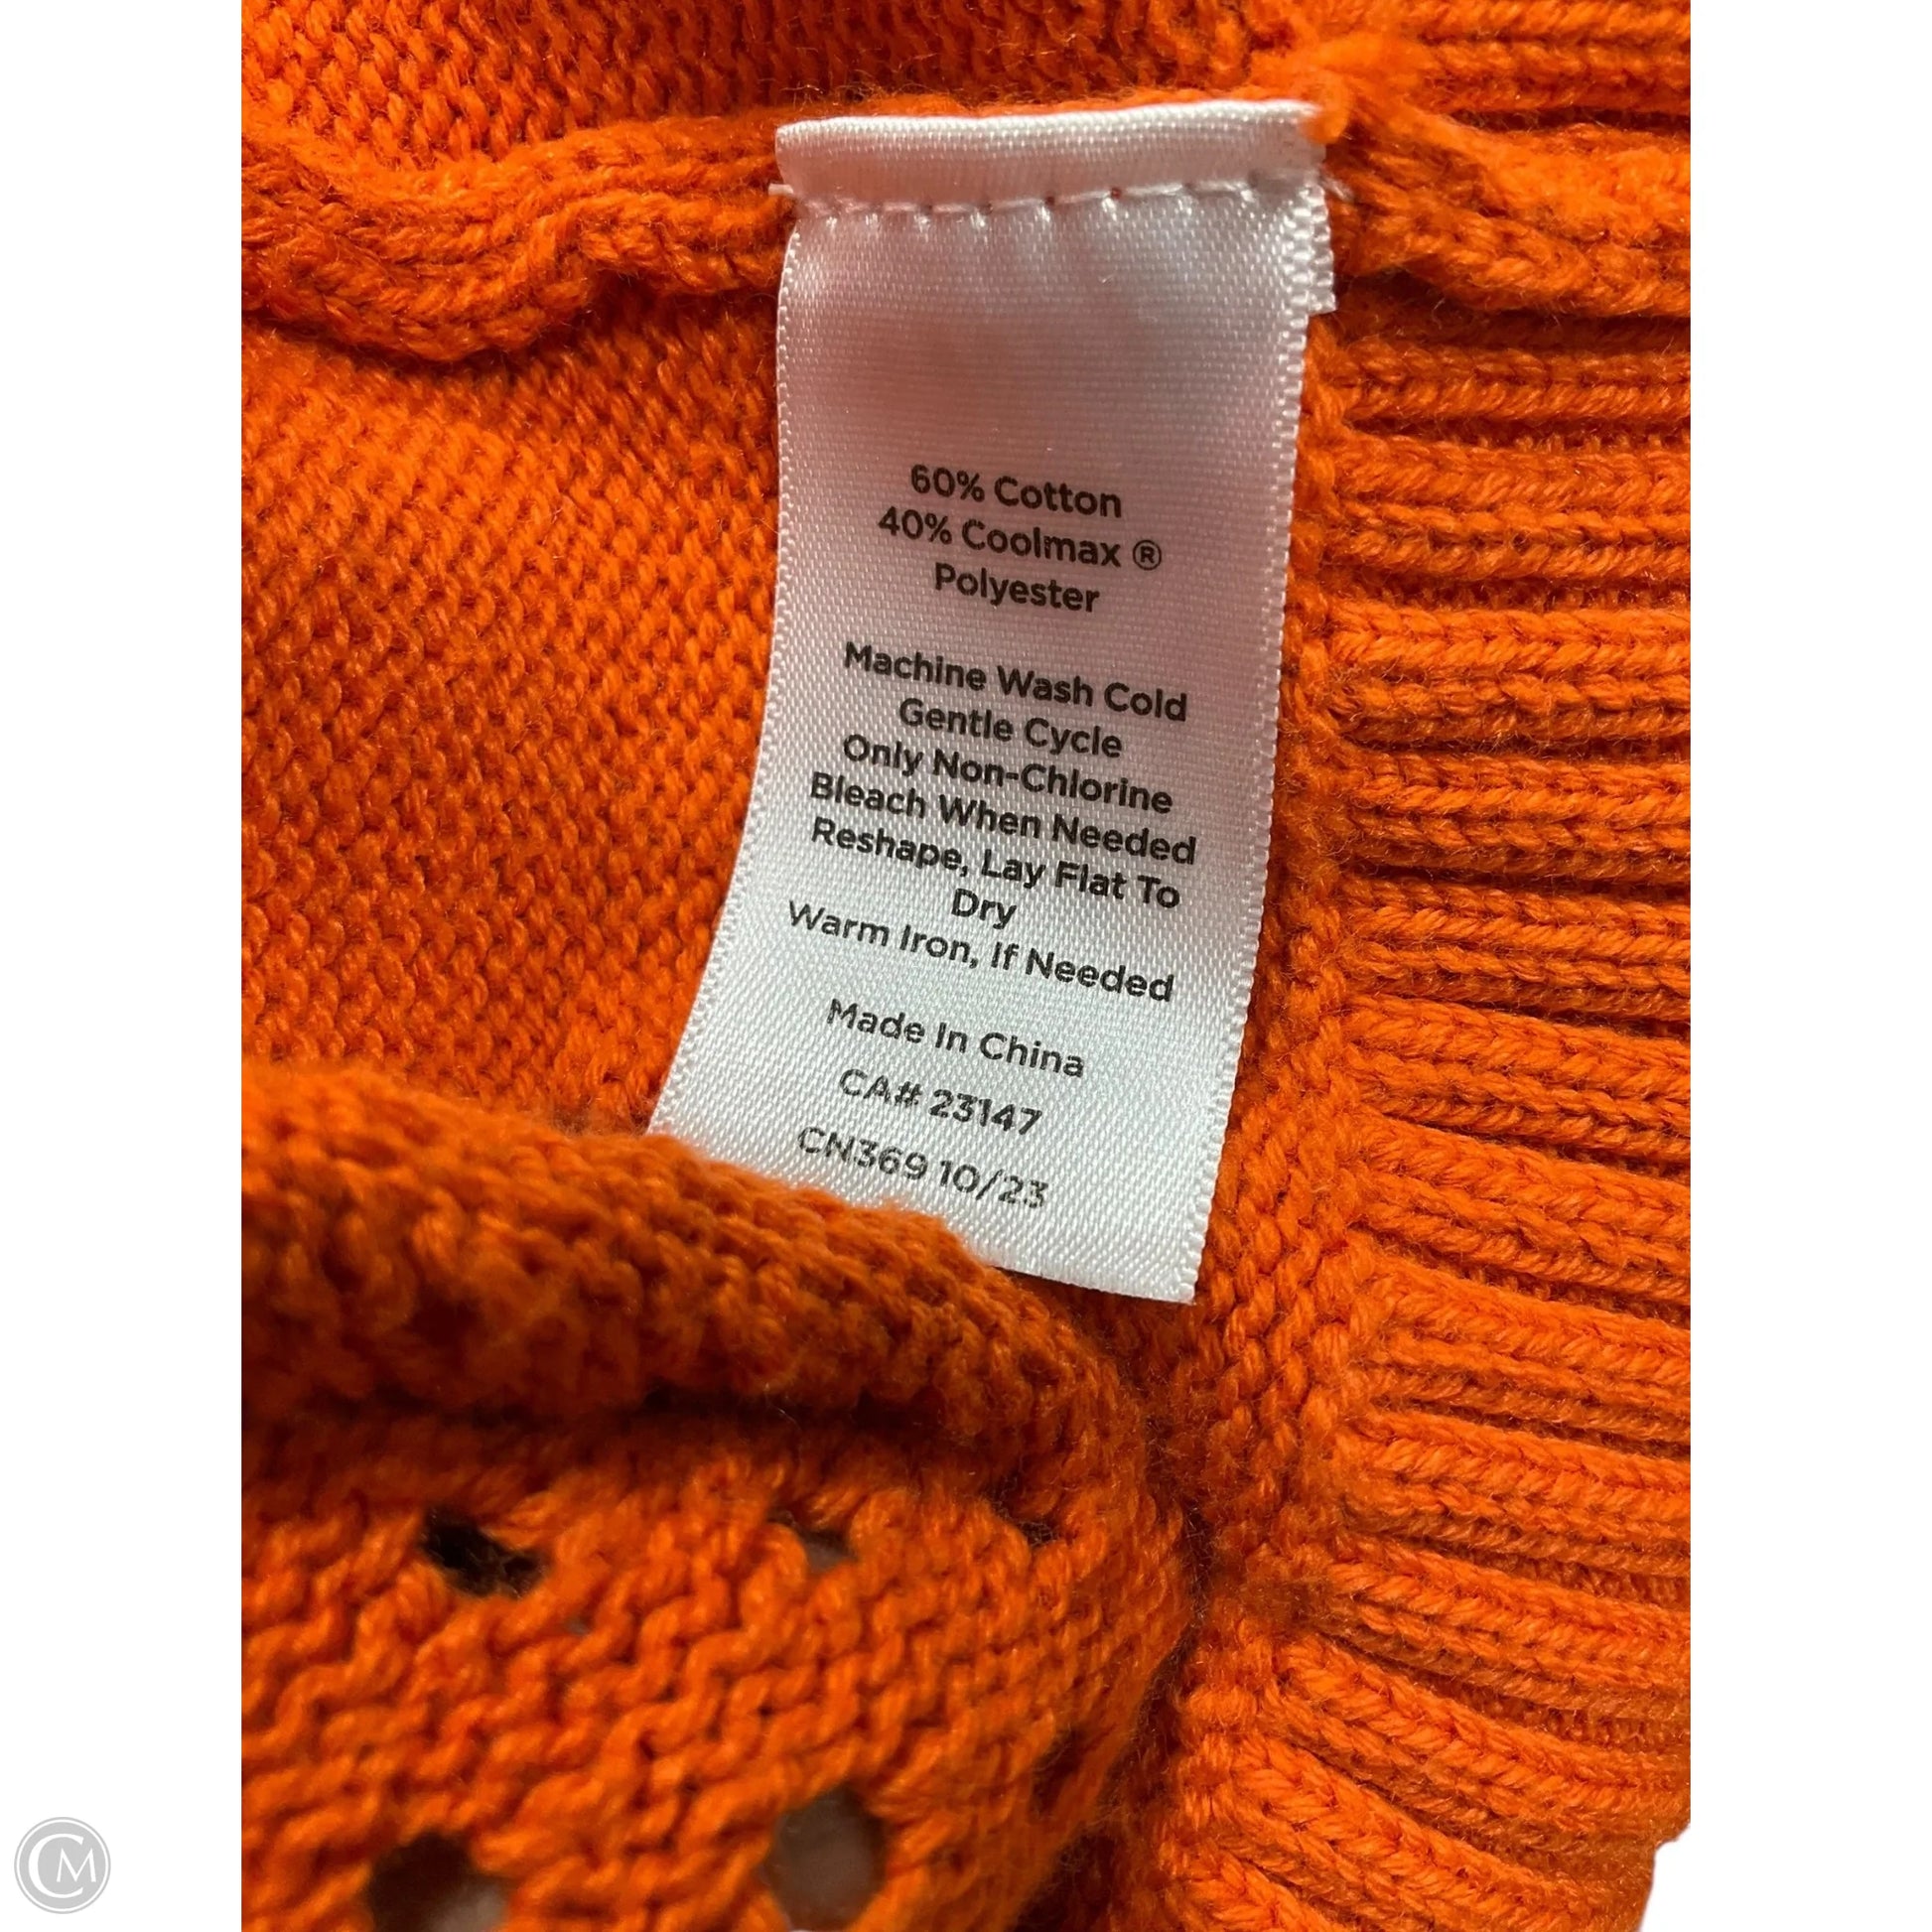 60% Cotton
40% Coolmax ®
Polyester
Machine Wash Cold
Gentle Cycle
Only Non-Chlorine
Bleach When Needed
Reshape, Lay Flat To
Dry
Warm Iron, If Needed
Made In China
CA# 23147
CN369 10/23
CM